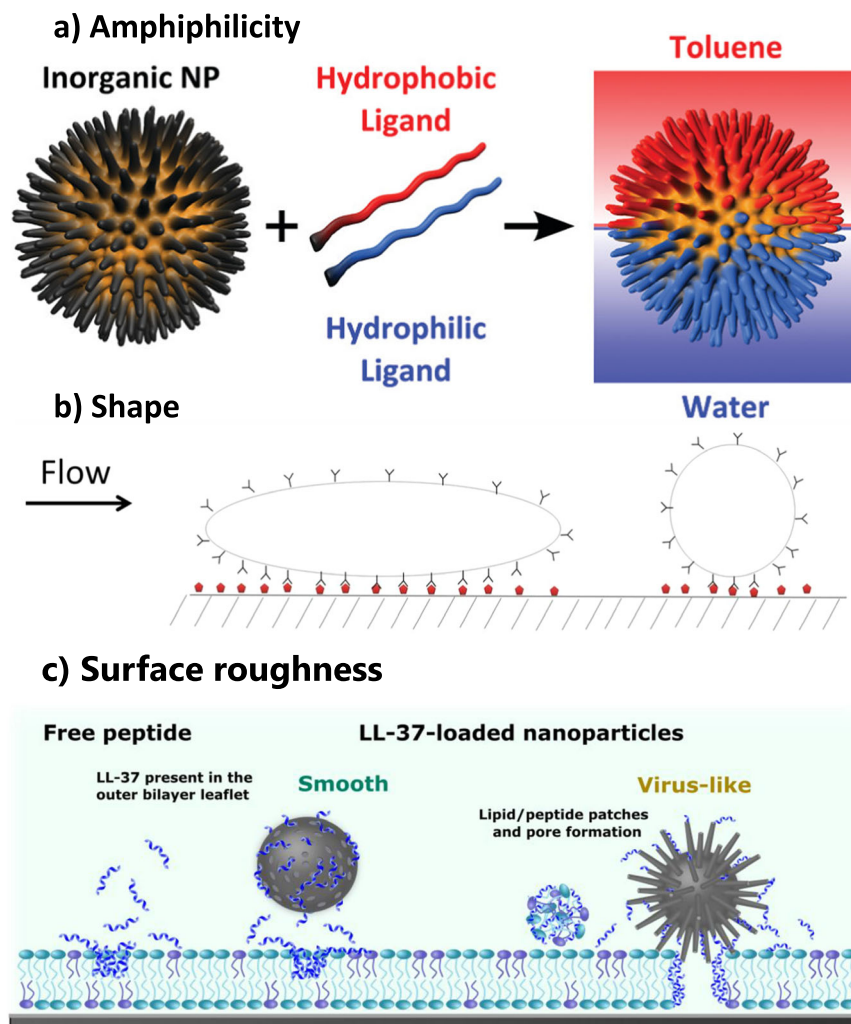 a) Amphiphilicity
Inorganic NP
+
Hydrophobic
Ligand
Hydrophilic
Ligand
Toluene
Water
b) Shape
Flow
c) Surface roughness
Free peptide
LL-37-loaded nanoparticles
LL-37 present in the
outer bilayer leaflet
Smooth
Virus-like
Lipid/peptide patches
and pore formation